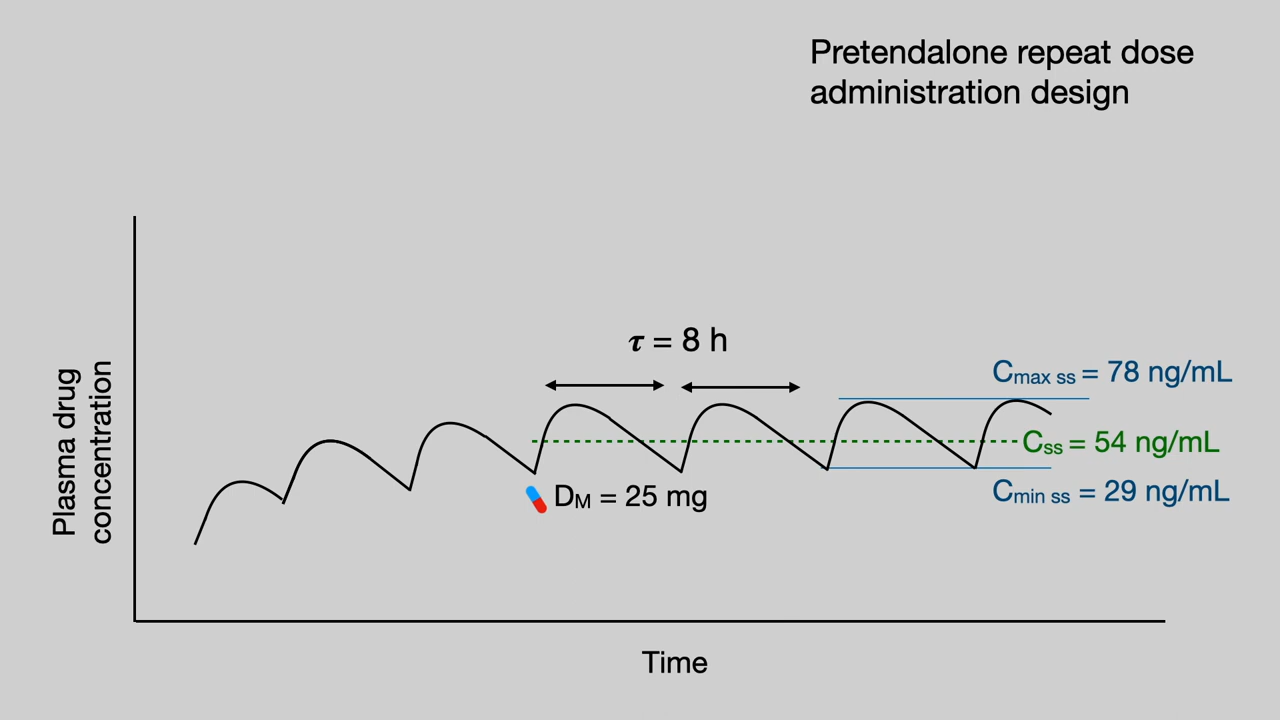 Pretendalone repeat dose
administration design
𝝉 = 8 h
Cmax ss = 78 ng/mL
Css = 54 ng/mL
Cmin ss = 29 ng/mL
DM = 25 mg
Plasma drug
concentration
Time